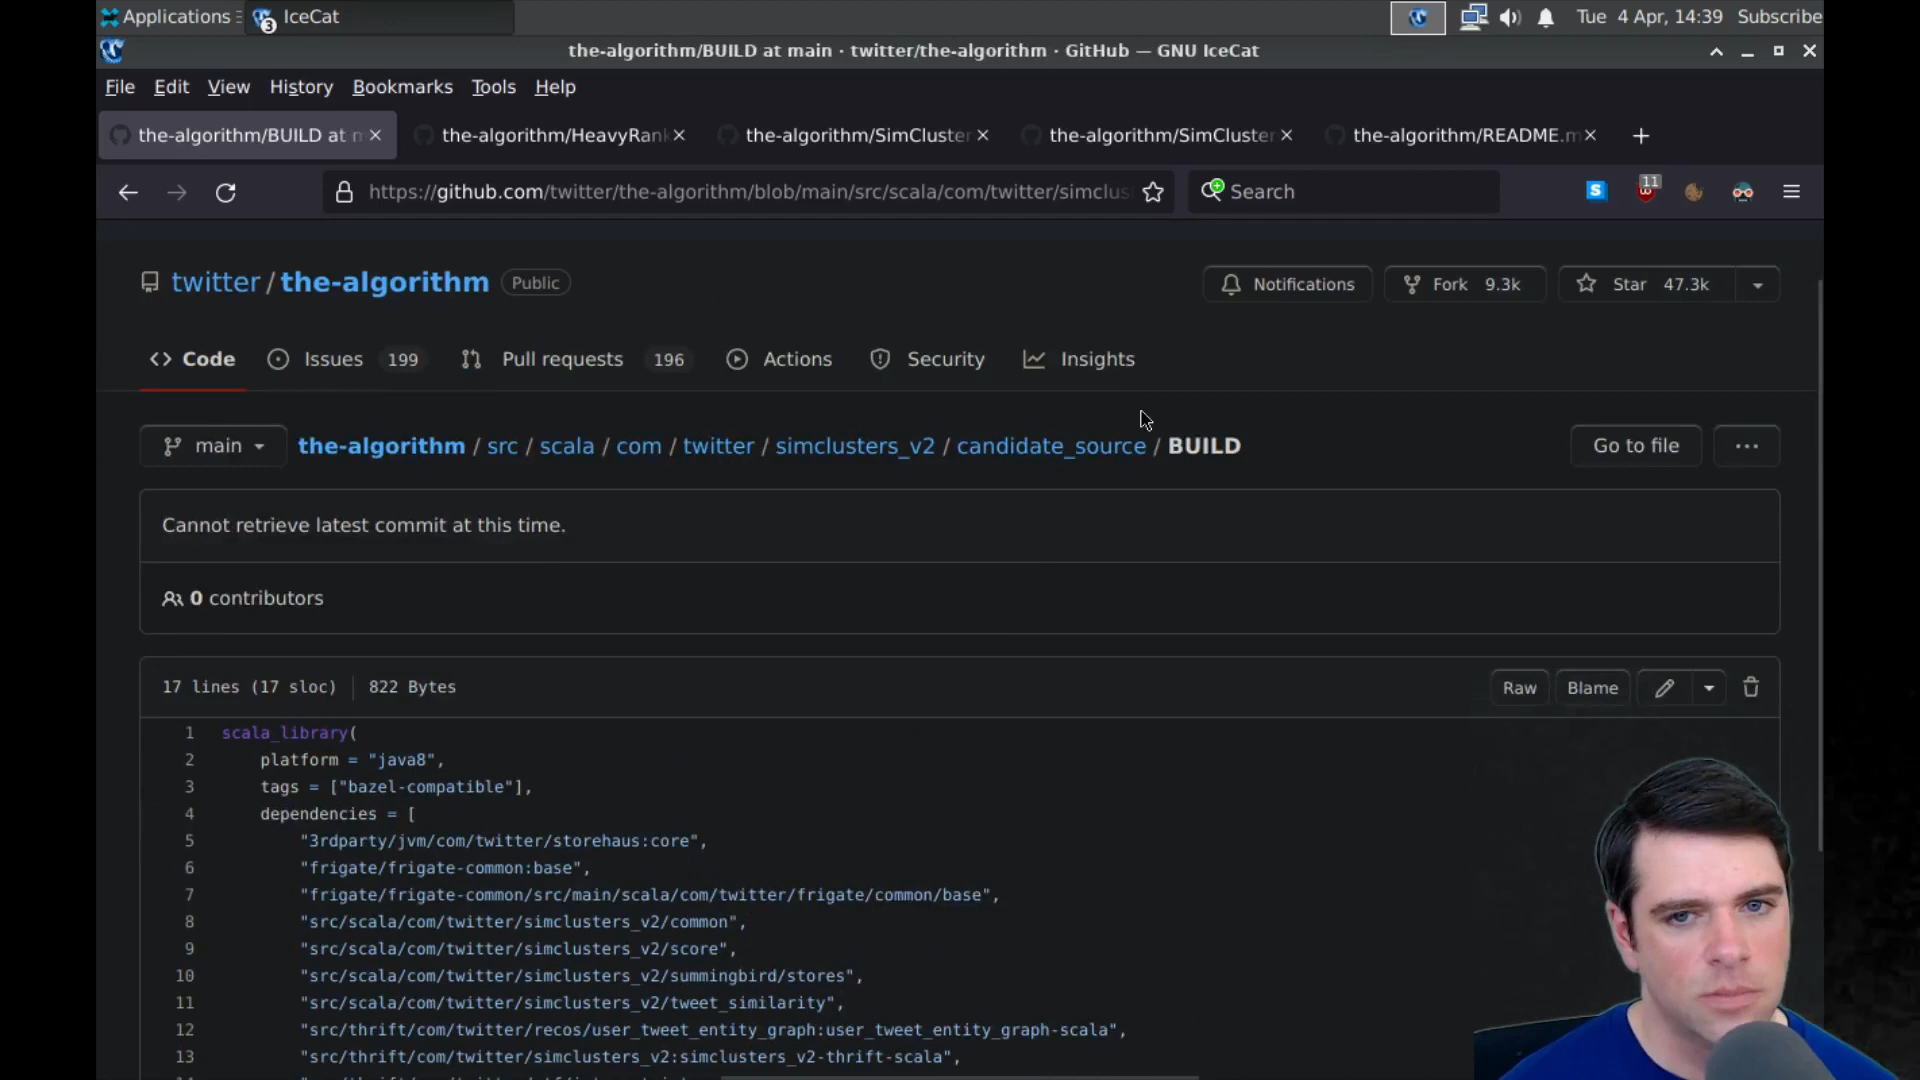 Applications IceCat 3 Tue 4 Apr, 14:39 Subscribe
the-algorithm/BUILD at main · twitter/the-algorithm · GitHub — GNU IceCat
File Edit View History Bookmarks Tools Help
the-algorithm/BUILD at m the-algorithm/HeavyRank the-algorithm/SimCluster the-algorithm/SimCluster the-algorithm/README.m
https://github.com/twitter/the-algorithm/blob/main/src/scala/com/twitter/simclus Search S 11
twitter / the-algorithm Public Notifications Fork 9.3k Star 47.3k
<> Code Issues 199 Pull requests 196 Actions Security Insights
main the-algorithm / src / scala / com / twitter / simclusters_v2 / candidate_source / BUILD Go to file ...
Cannot retrieve latest commit at this time.
0 contributors
17 lines (17 sloc) 822 Bytes Raw Blame
1 scala_library(
2 platform = "java8",
3 tags = ["bazel-compatible"],
4 dependencies = [
5 "3rdparty/jvm/com/twitter/storehaus:core",
6 "frigate/frigate-common:base",
7 "frigate/frigate-common/src/main/scala/com/twitter/frigate/common/base",
8 "src/scala/com/twitter/simclusters_v2/common",
9 "src/scala/com/twitter/simclusters_v2/score",
10 "src/scala/com/twitter/simclusters_v2/summingbird/stores",
11 "src/scala/com/twitter/simclusters_v2/tweet_similarity",
12 "src/thrift/com/twitter/recos/user_tweet_entity_graph:user_tweet_entity_graph-scala",
13 "src/thrift/com/twitter/simclusters_v2:simclusters_v2-thrift-scala",